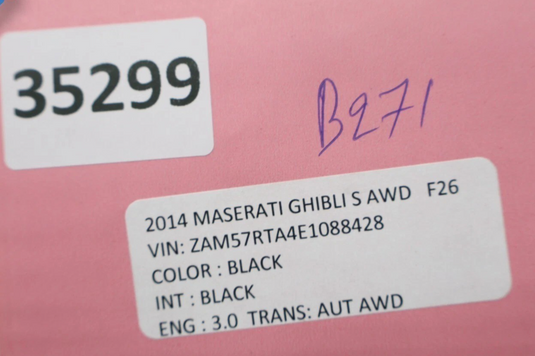 35299
B271
2014 MASERATI GHIBLI S AWD F26
VIN: ZAM57RTA4E1088428
COLOR : BLACK
INT : BLACK
ENG : 3.0 TRANS: AUT AWD